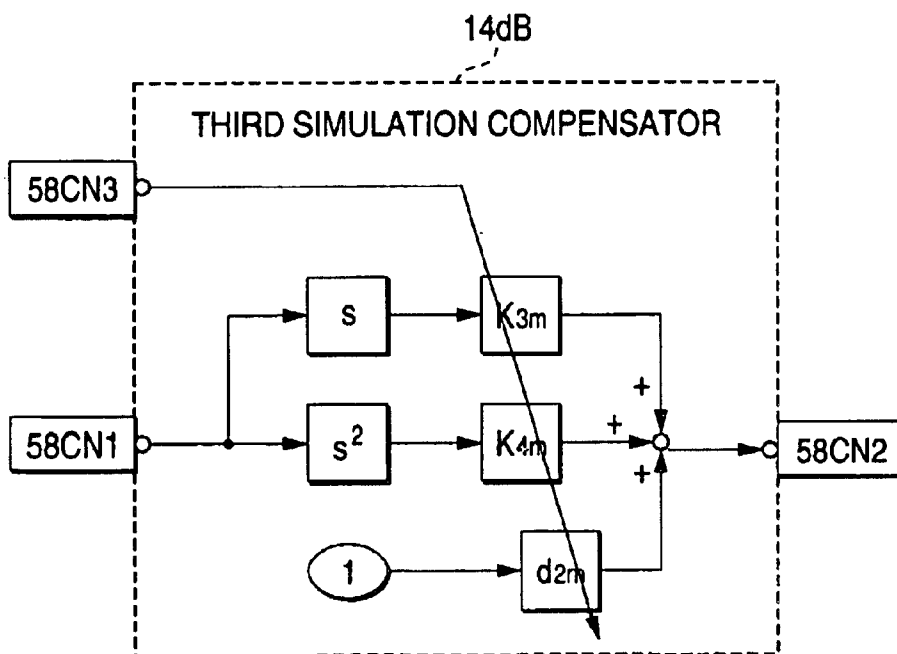 14dB
THIRD SIMULATION COMPENSATOR
58CN3
s
K3m
+
58CN1
s²
K4m
+
58CN2
+
1
d2m